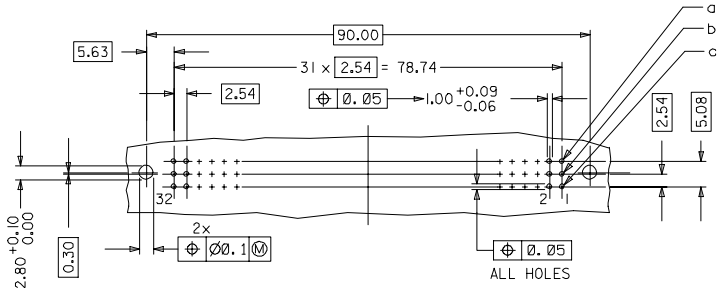 90.00
a
b
c
5.63
31 x 2.54 = 78.74
2.54
⌖ 0.05
1.00 +0.09 -0.06
2.54
5.08
32
2 1
2.80 +0.10 0.00
0.30
2x
⌖ Ø0.1 Ⓜ
⌖ 0.05
ALL HOLES